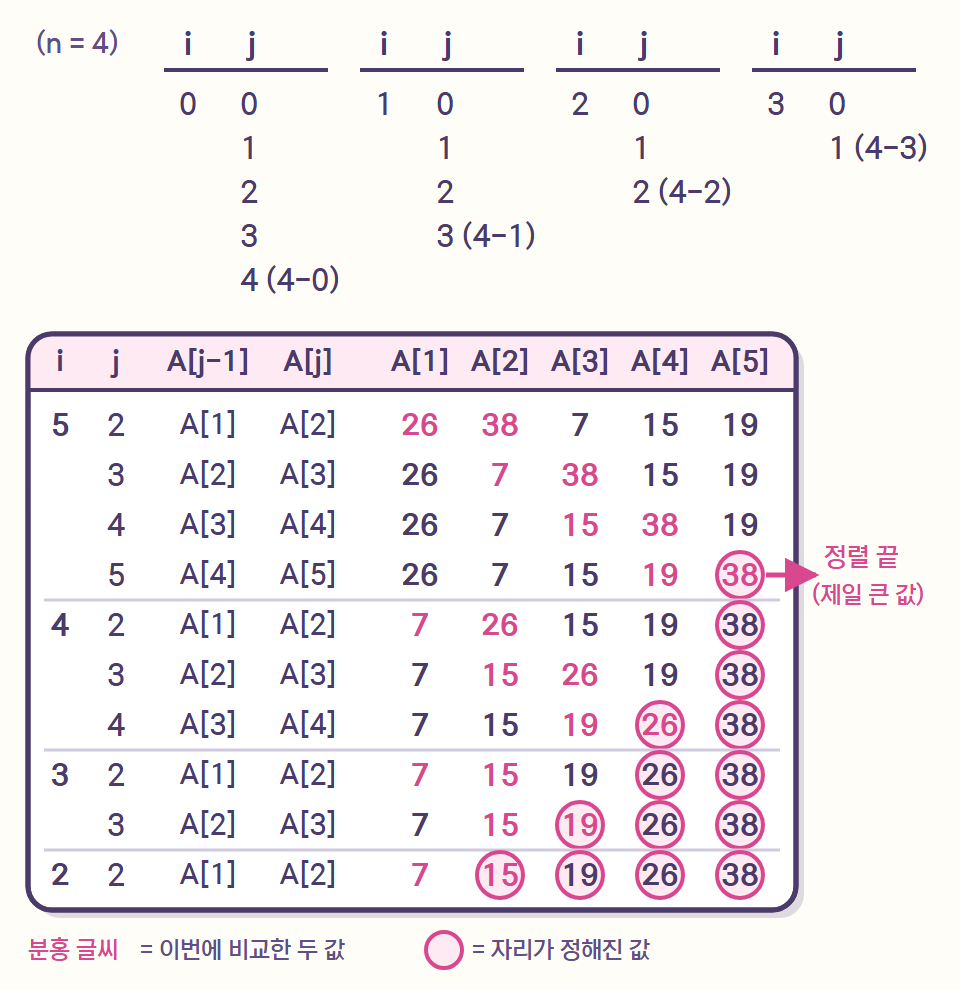 (n = 4) i j i j i j i j
0 0 1 0 2 0 3 0
1 1 1 1 (4−3)
2 2 2 (4−2)
3 3 (4−1)
4 (4−0)
i j A[j−1] A[j] A[1] A[2] A[3] A[4] A[5]
5 2 A[1] A[2] 26 38 7 15 19
3 A[2] A[3] 26 7 38 15 19
4 A[3] A[4] 26 7 15 38 19
5 A[4] A[5] 26 7 15 19 38
정렬 끝
(제일 큰 값)
4 2 A[1] A[2] 7 26 15 19 38
3 A[2] A[3] 7 15 26 19 38
4 A[3] A[4] 7 15 19 26 38
3 2 A[1] A[2] 7 15 19 26 38
3 A[2] A[3] 7 15 19 26 38
2 2 A[1] A[2] 7 15 19 26 38
분홍 글씨 = 이번에 비교한 두 값 = 자리가 정해진 값